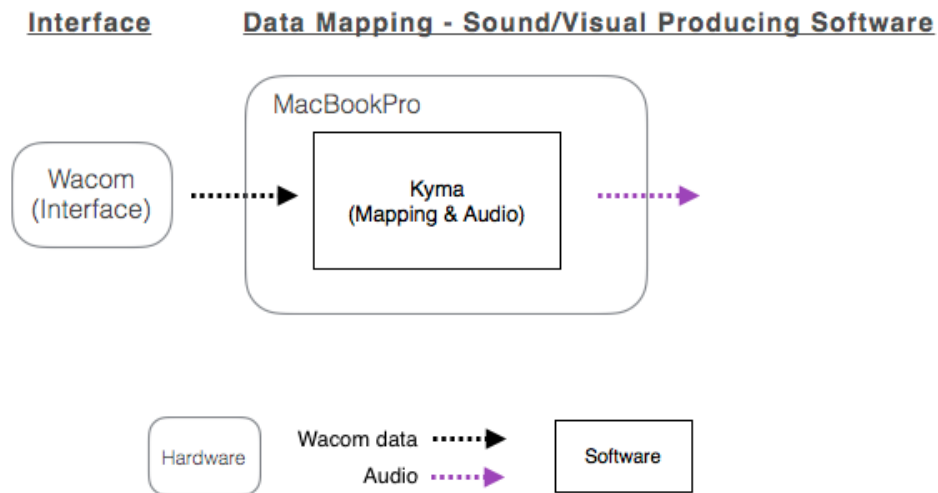 Interface
Data Mapping - Sound/Visual Producing Software
MacBookPro
Wacom
(Interface)
Kyma
(Mapping & Audio)
Hardware
Wacom data
Audio
Software